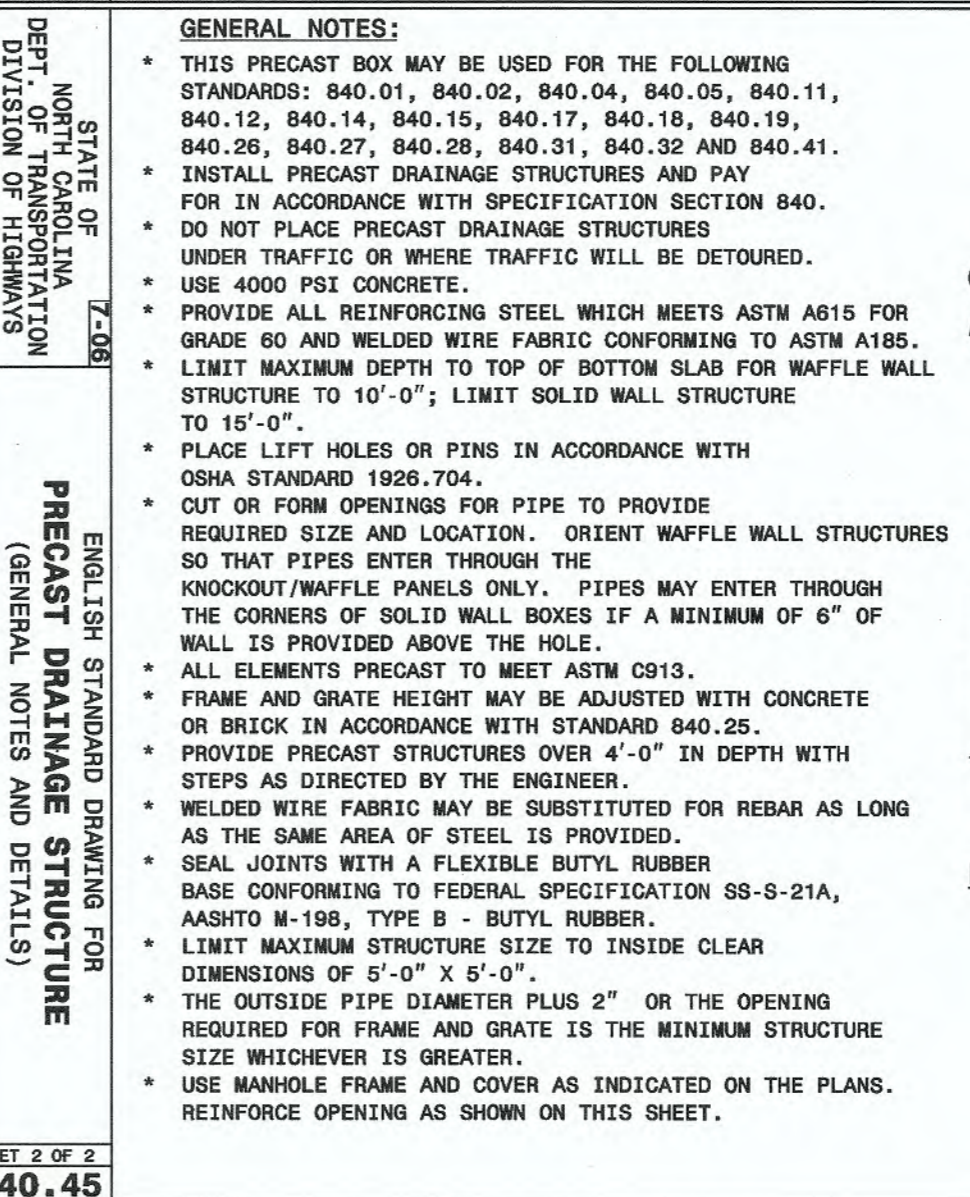 GENERAL NOTES:
* THIS PRECAST BOX MAY BE USED FOR THE FOLLOWING
STANDARDS: 840.01, 840.02, 840.04, 840.05, 840.11,
840.12, 840.14, 840.15, 840.17, 840.18, 840.19,
840.26, 840.27, 840.28, 840.31, 840.32 AND 840.41.
* INSTALL PRECAST DRAINAGE STRUCTURES AND PAY
FOR IN ACCORDANCE WITH SPECIFICATION SECTION 840.
* DO NOT PLACE PRECAST DRAINAGE STRUCTURES
UNDER TRAFFIC OR WHERE TRAFFIC WILL BE DETOURED.
* USE 4000 PSI CONCRETE.
* PROVIDE ALL REINFORCING STEEL WHICH MEETS ASTM A615 FOR
GRADE 60 AND WELDED WIRE FABRIC CONFORMING TO ASTM A185.
* LIMIT MAXIMUM DEPTH TO TOP OF BOTTOM SLAB FOR WAFFLE WALL
STRUCTURE TO 10'-0"; LIMIT SOLID WALL STRUCTURE
TO 15'-0".
* PLACE LIFT HOLES OR PINS IN ACCORDANCE WITH
OSHA STANDARD 1926.704.
* CUT OR FORM OPENINGS FOR PIPE TO PROVIDE
REQUIRED SIZE AND LOCATION. ORIENT WAFFLE WALL STRUCTURES
SO THAT PIPES ENTER THROUGH THE
KNOCKOUT/WAFFLE PANELS ONLY. PIPES MAY ENTER THROUGH
THE CORNERS OF SOLID WALL BOXES IF A MINIMUM OF 6" OF
WALL IS PROVIDED ABOVE THE HOLE.
* ALL ELEMENTS PRECAST TO MEET ASTM C913.
* FRAME AND GRATE HEIGHT MAY BE ADJUSTED WITH CONCRETE
OR BRICK IN ACCORDANCE WITH STANDARD 840.25.
* PROVIDE PRECAST STRUCTURES OVER 4'-0" IN DEPTH WITH
STEPS AS DIRECTED BY THE ENGINEER.
* WELDED WIRE FABRIC MAY BE SUBSTITUTED FOR REBAR AS LONG
AS THE SAME AREA OF STEEL IS PROVIDED.
* SEAL JOINTS WITH A FLEXIBLE BUTYL RUBBER
BASE CONFORMING TO FEDERAL SPECIFICATION SS-S-21A,
AASHTO M-198, TYPE B - BUTYL RUBBER.
* LIMIT MAXIMUM STRUCTURE SIZE TO INSIDE CLEAR
DIMENSIONS OF 5'-0" X 5'-0".
* THE OUTSIDE PIPE DIAMETER PLUS 2" OR THE OPENING
REQUIRED FOR FRAME AND GRATE IS THE MINIMUM STRUCTURE
SIZE WHICHEVER IS GREATER.
* USE MANHOLE FRAME AND COVER AS INDICATED ON THE PLANS.
REINFORCE OPENING AS SHOWN ON THIS SHEET.
7-06
STATE OF
NORTH CAROLINA
DEPT. OF TRANSPORTATION
DIVISION OF HIGHWAYS
ENGLISH STANDARD DRAWING FOR
PRECAST DRAINAGE STRUCTURE
(GENERAL NOTES AND DETAILS)
ET 2 OF 2
40.45